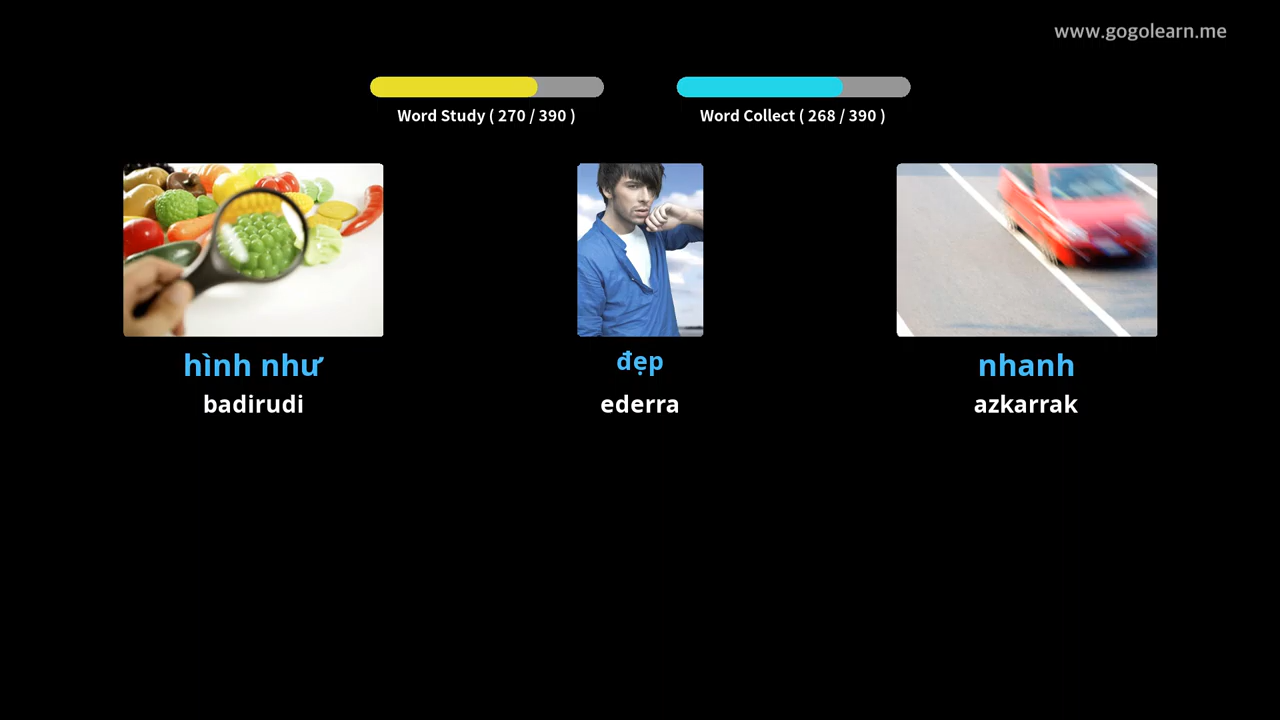 www.gogolearn.me
Word Study ( 270 / 390 )
Word Collect ( 268 / 390 )
hình như
badirudi
đẹp
ederra
nhanh
azkarrak